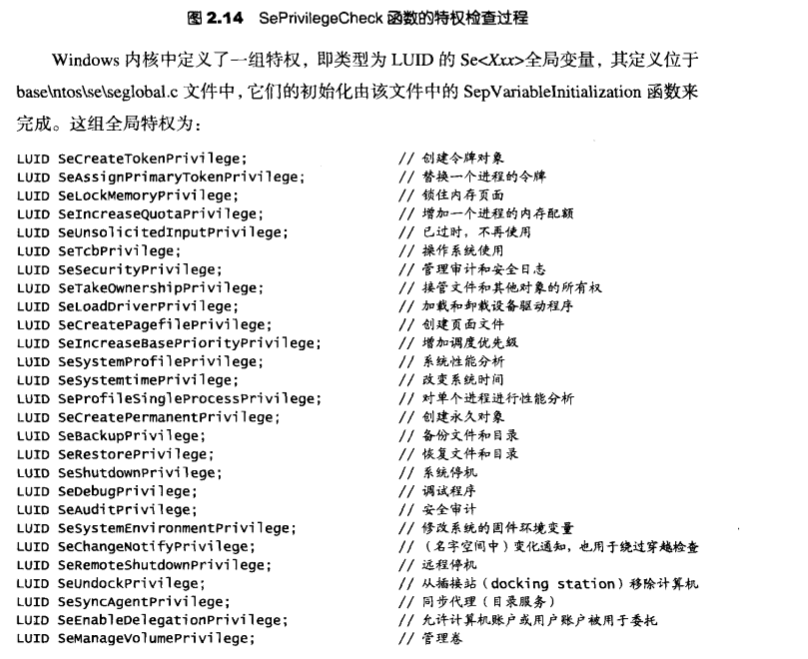 图 2.14 SePrivilegeCheck 函数的特权检查过程
Windows 内核中定义了一组特权，即类型为 LUID 的 Se<Xxx>全局变量，其定义位于
base\ntos\se\seglobal.c 文件中，它们的初始化由该文件中的 SepVariableInitialization 函数来
完成。这组全局特权为：
LUID SeCreateTokenPrivilege; // 创建令牌对象
LUID SeAssignPrimaryTokenPrivilege; // 替换一个进程的令牌
LUID SeLockMemoryPrivilege; // 锁住内存页面
LUID SeIncreaseQuotaPrivilege; // 增加一个进程的内存配额
LUID SeUnsolicitedInputPrivilege; // 已过时，不再使用
LUID SeTcbPrivilege; // 操作系统使用
LUID SeSecurityPrivilege; // 管理审计和安全日志
LUID SeTakeOwnershipPrivilege; // 接管文件和其他对象的所有权
LUID SeLoadDriverPrivilege; // 加载和卸载设备驱动程序
LUID SeCreatePagefilePrivilege; // 创建页面文件
LUID SeIncreaseBasePriorityPrivilege; // 增加调度优先级
LUID SeSystemProfilePrivilege; // 系统性能分析
LUID SeSystemtimePrivilege; // 改变系统时间
LUID SeProfileSingleProcessPrivilege; // 对单个进程进行性能分析
LUID SeCreatePermanentPrivilege; // 创建永久对象
LUID SeBackupPrivilege; // 备份文件和目录
LUID SeRestorePrivilege; // 恢复文件和目录
LUID SeShutdownPrivilege; // 系统停机
LUID SeDebugPrivilege; // 调试程序
LUID SeAuditPrivilege; // 安全审计
LUID SeSystemEnvironmentPrivilege; // 修改系统的固件环境变量
LUID SeChangeNotifyPrivilege; // （名字空间中）变化通知，也用于绕过穿越检查
LUID SeRemoteShutdownPrivilege; // 远程停机
LUID SeUndockPrivilege; // 从插接站（docking station）移除计算机
LUID SeSyncAgentPrivilege; // 同步代理（目录服务）
LUID SeEnableDelegationPrivilege; // 允许计算机账户或用户账户被用于委托
LUID SeManageVolumePrivilege; // 管理卷